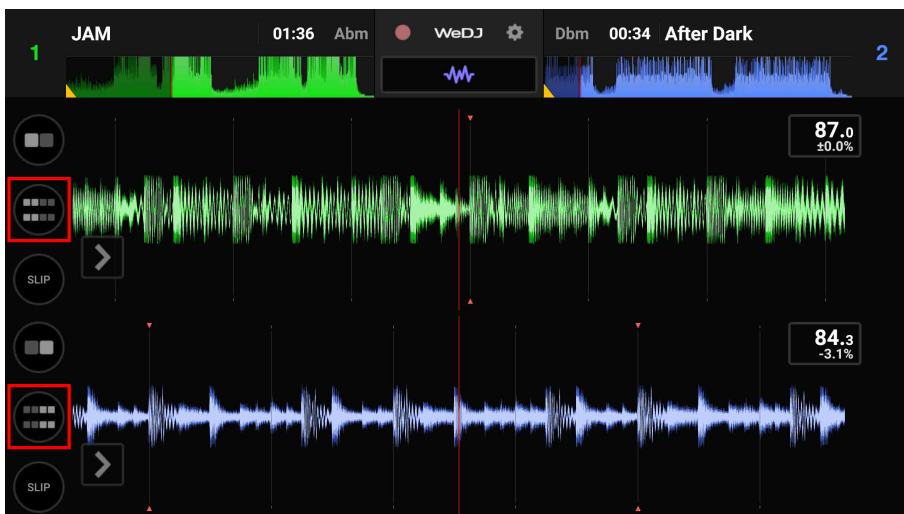 1 JAM 01:36 Abm WeDJ Dbm 00:34 After Dark 2
87.0
±0.0%
SLIP
84.3
-3.1%
SLIP